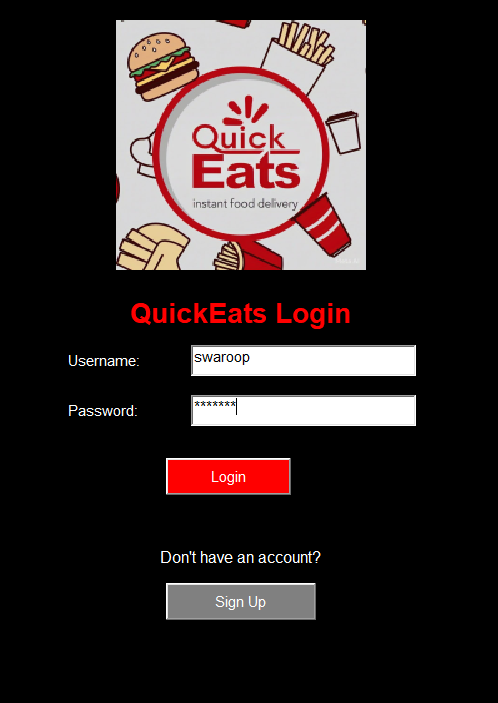 Quick
Eats
instant food delivery
QuickEats Login
Username:
swaroop
Password:
*******
Login
Don't have an account?
Sign Up